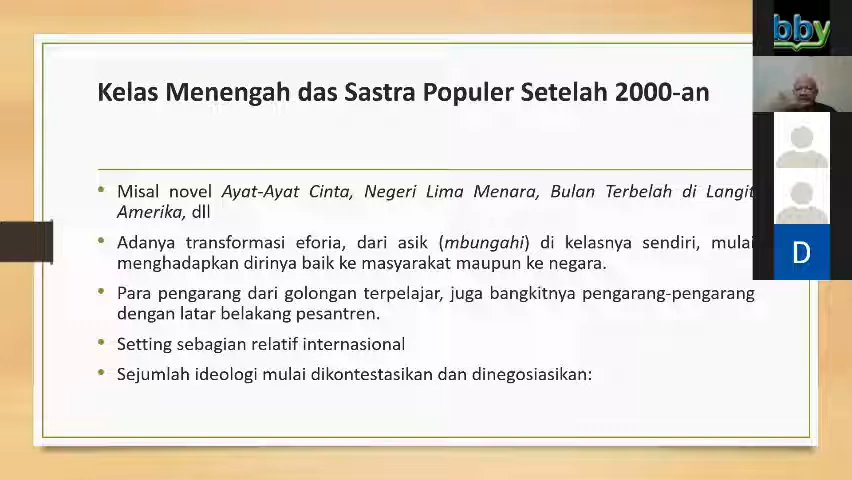 bby
Kelas Menengah das Sastra Populer Setelah 2000-an
• Misal novel Ayat-Ayat Cinta, Negeri Lima Menara, Bulan Terbelah di Langit
Amerika, dll
• Adanya transformasi eforia, dari asik (mbungahi) di kelasnya sendiri, mulai
menghadapkan dirinya baik ke masyarakat maupun ke negara.
• Para pengarang dari golongan terpelajar, juga bangkitnya pengarang-pengarang
dengan latar belakang pesantren.
• Setting sebagian relatif internasional
• Sejumlah ideologi mulai dikontestasikan dan dinegosiasikan:
D